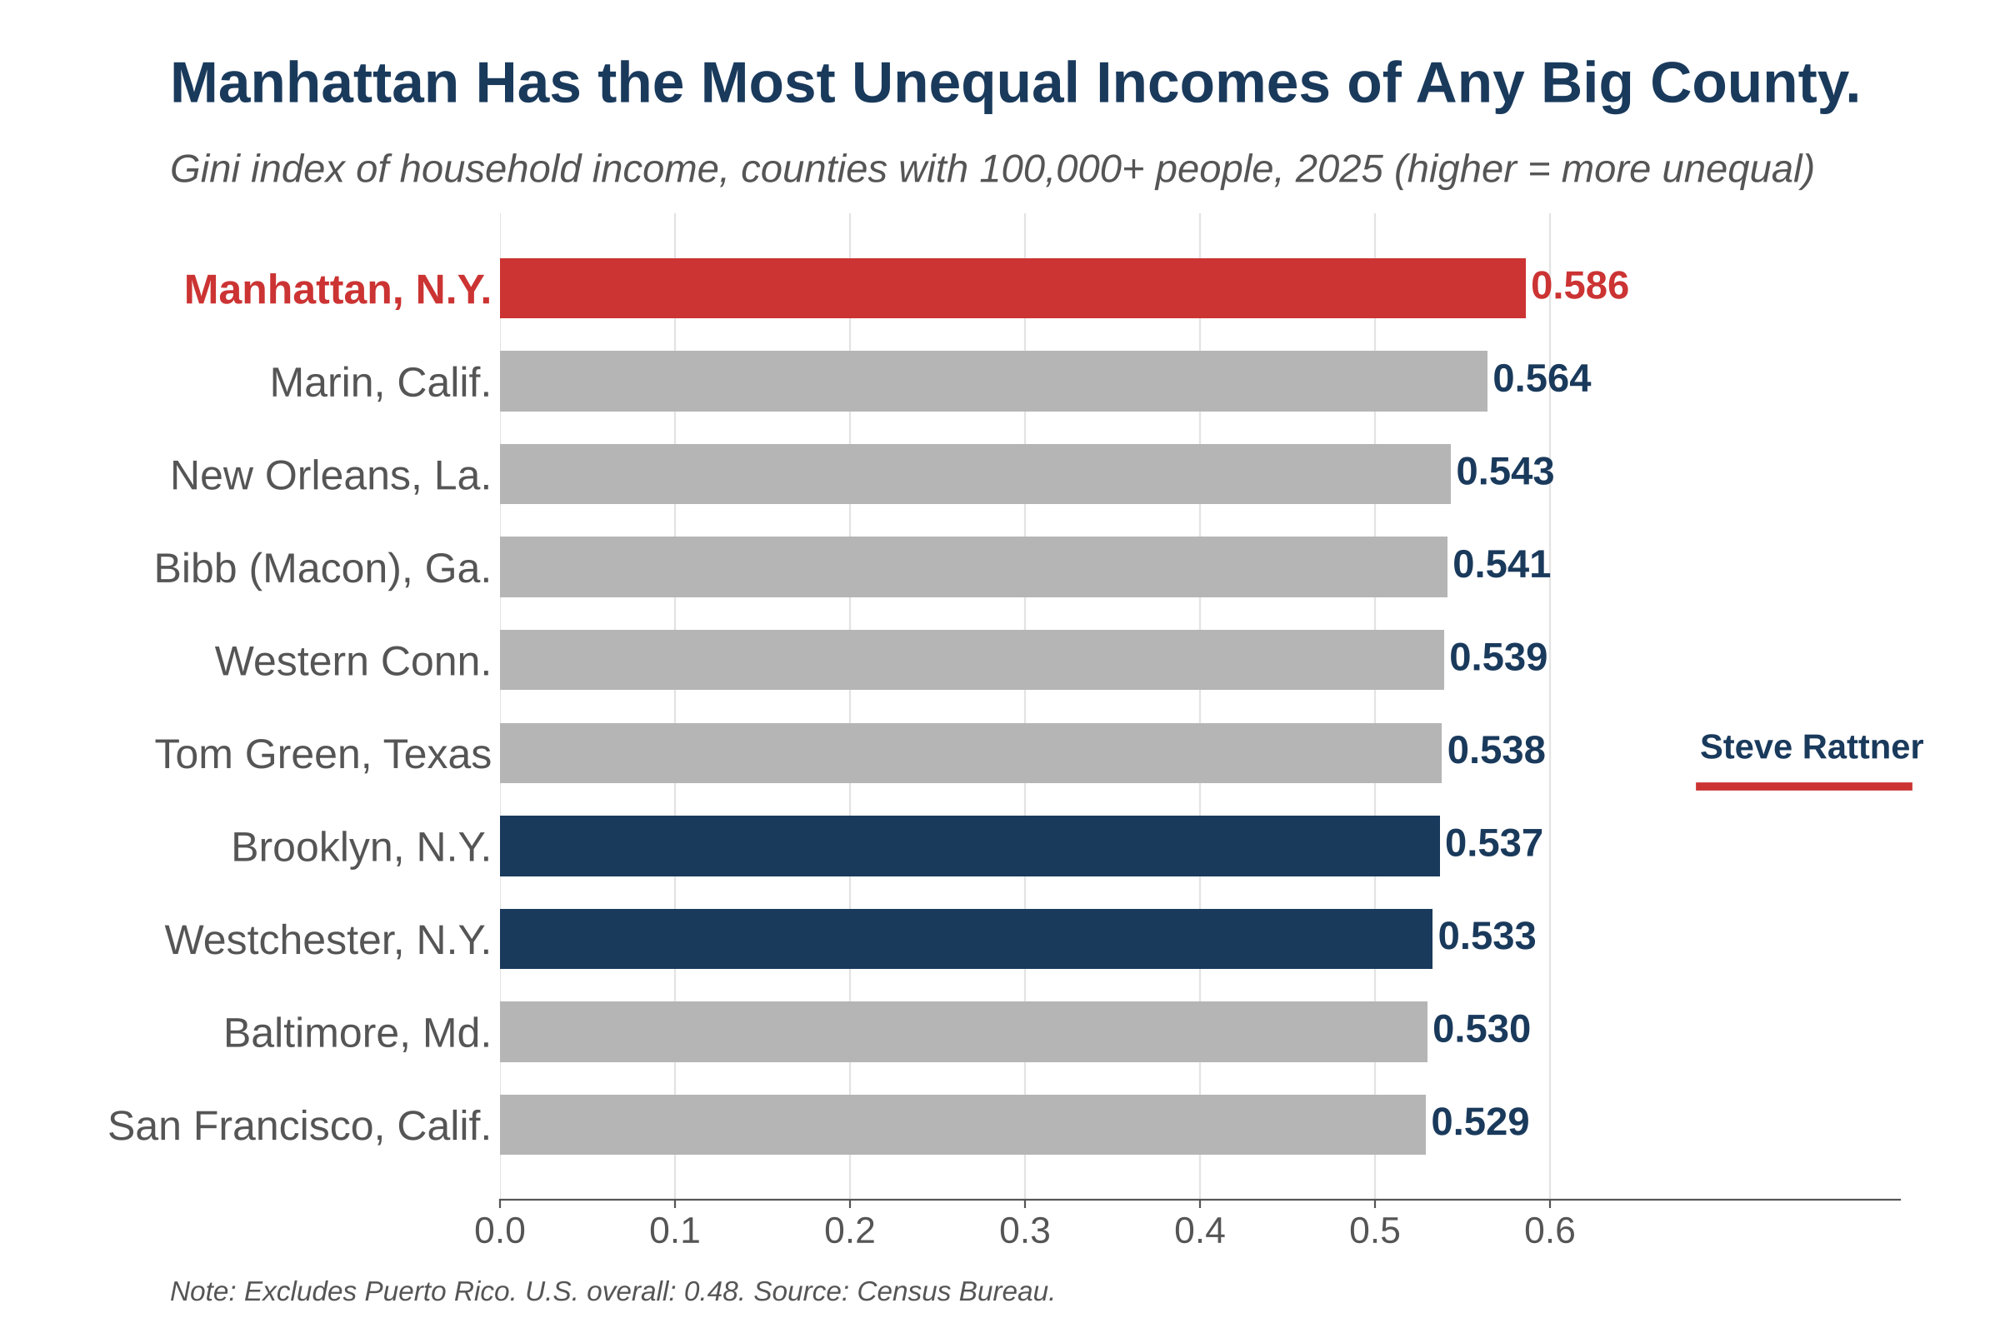 Manhattan Has the Most Unequal Incomes of Any Big County.
Gini index of household income, counties with 100,000+ people, 2025 (higher = more unequal)
Manhattan, N.Y. 0.586
Marin, Calif. 0.564
New Orleans, La. 0.543
Bibb (Macon), Ga. 0.541
Western Conn. 0.539
Tom Green, Texas 0.538
Steve Rattner
Brooklyn, N.Y. 0.537
Westchester, N.Y. 0.533
Baltimore, Md. 0.530
San Francisco, Calif. 0.529
0.0 0.1 0.2 0.3 0.4 0.5 0.6
Note: Excludes Puerto Rico. U.S. overall: 0.48. Source: Census Bureau.